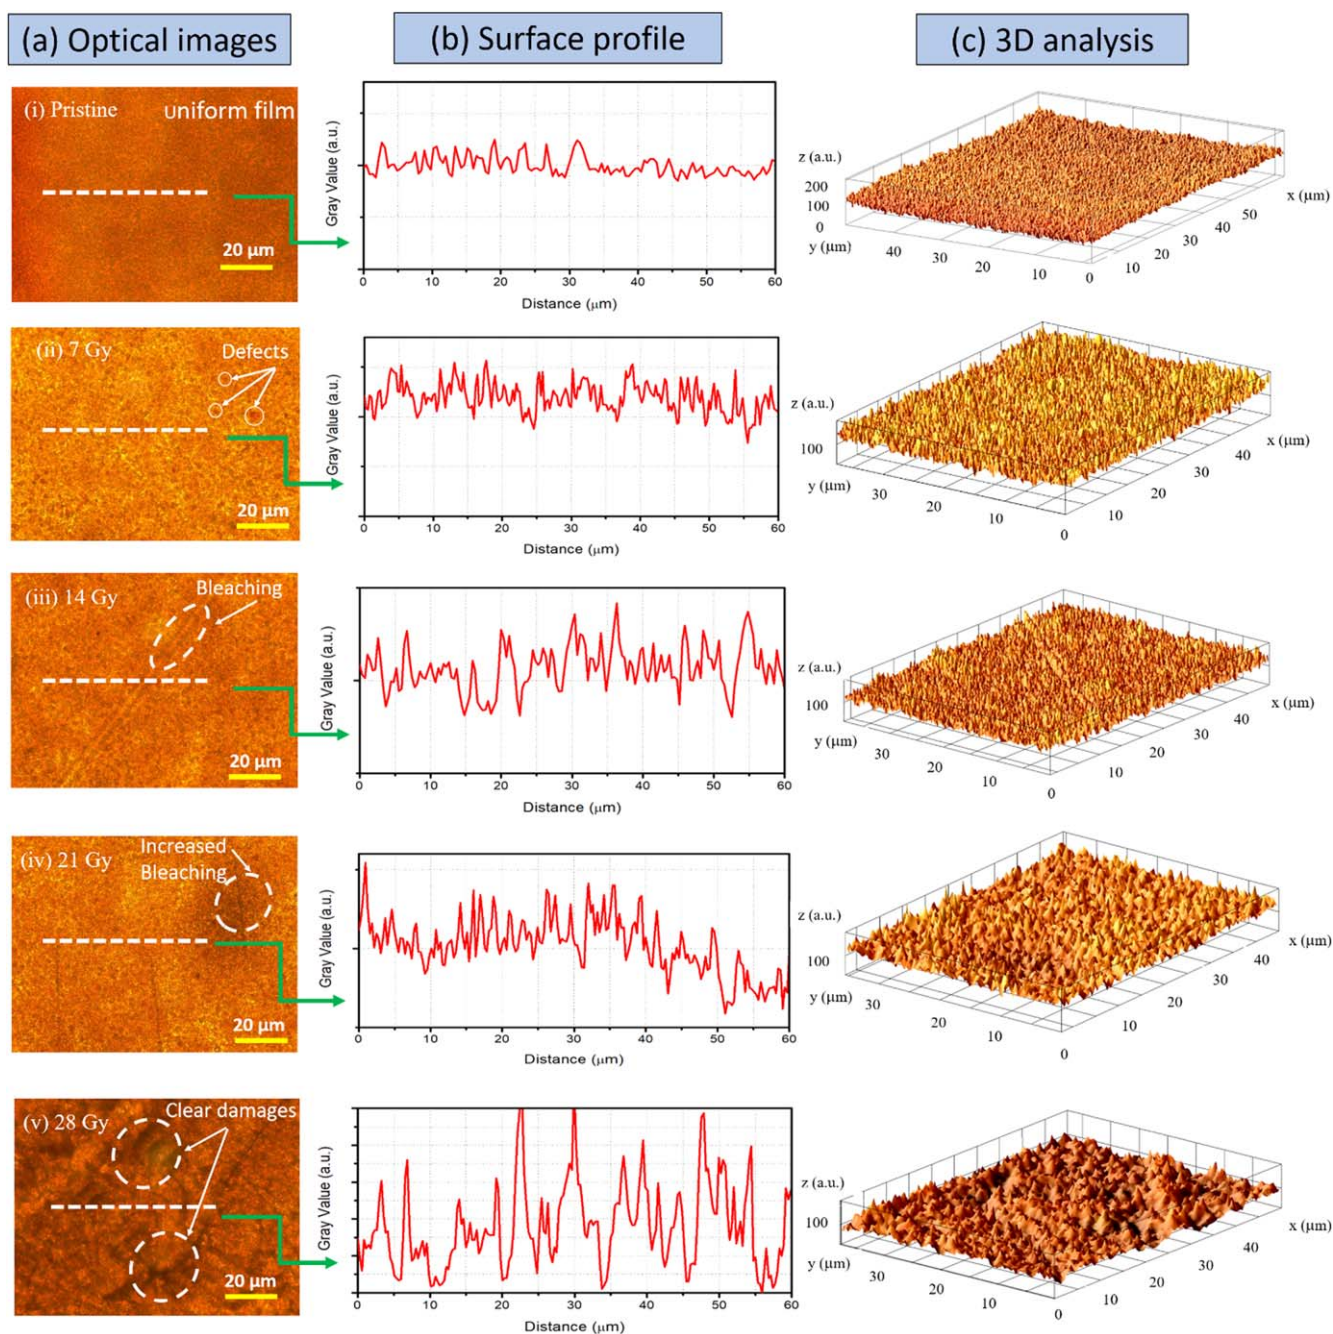 (a) Optical images
(b) Surface profile
(c) 3D analysis
(i) Pristine
uniform film
20 μm
Gray Value (a.u.)
0 10 20 30 40 50 60
Distance (μm)
z (a.u.)
200
100
0
y (μm)
40 30 20 10 0
10 20 30 40 50
x (μm)
(ii) 7 Gy
Defects
20 μm
Gray Value (a.u.)
0 10 20 30 40 50 60
Distance (μm)
z (a.u.)
100
y (μm)
30 20 10 0
10 20 30 40
x (μm)
(iii) 14 Gy
Bleaching
20 μm
Gray Value (a.u.)
0 10 20 30 40 50 60
Distance (μm)
z (a.u.)
100
y (μm)
30 20 10 0
10 20 30 40
x (μm)
(iv) 21 Gy
Increased
Bleaching
20 μm
Gray Value (a.u.)
0 10 20 30 40 50 60
Distance (μm)
z (a.u.)
100
y (μm)
30 20 10 0
10 20 30 40
x (μm)
(v) 28 Gy
Clear damages
20 μm
Gray Value (a.u.)
0 10 20 30 40 50 60
Distance (μm)
z (a.u.)
100
y (μm)
30 20 10 0
10 20 30 40
x (μm)